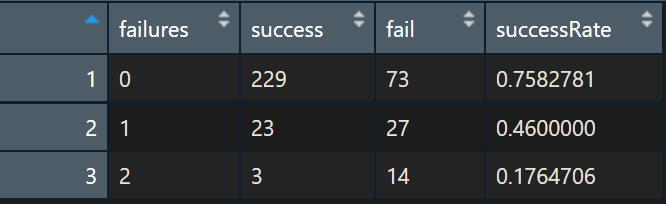 failures success fail successRate
1 0 229 73 0.7582781
2 1 23 27 0.4600000
3 2 3 14 0.1764706